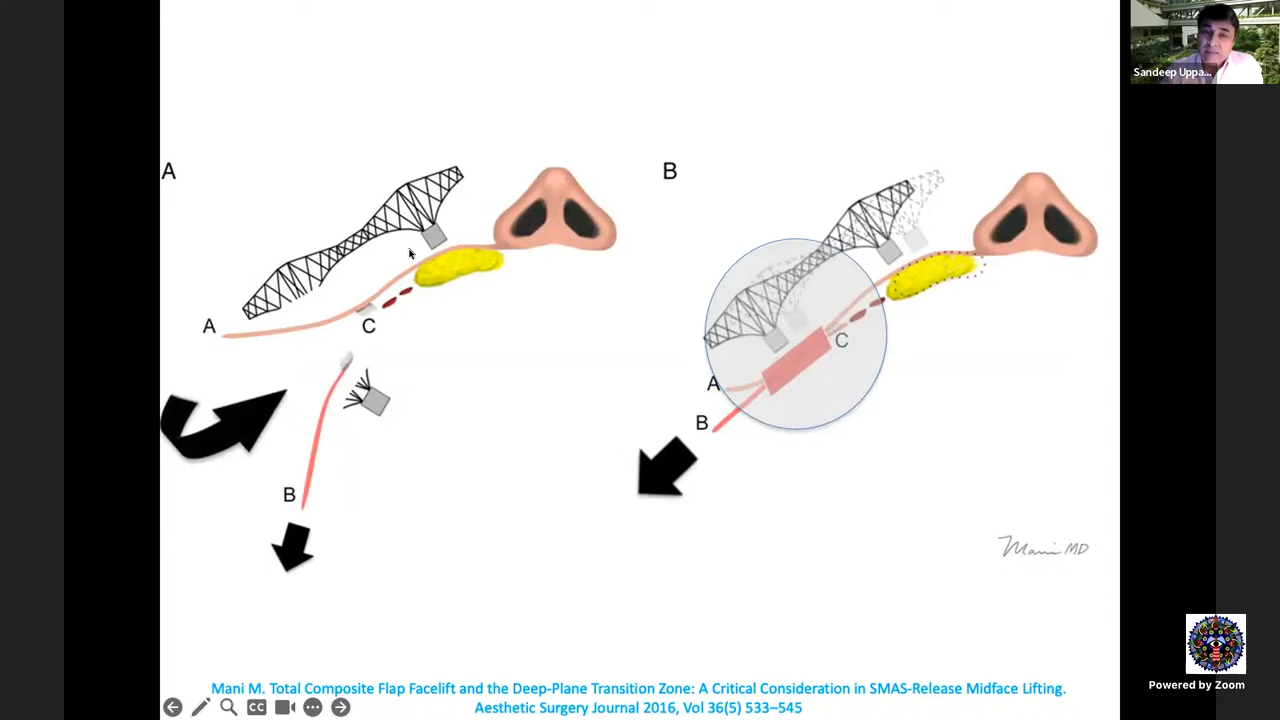 Sandeep Uppa...
A
B
A
C
B
C
A
B
Mani MD
Mani M. Total Composite Flap Facelift and the Deep-Plane Transition Zone: A Critical Consideration in SMAS-Release Midface Lifting.
Aesthetic Surgery Journal 2016, Vol 36(5) 533–545
CC
Powered by Zoom